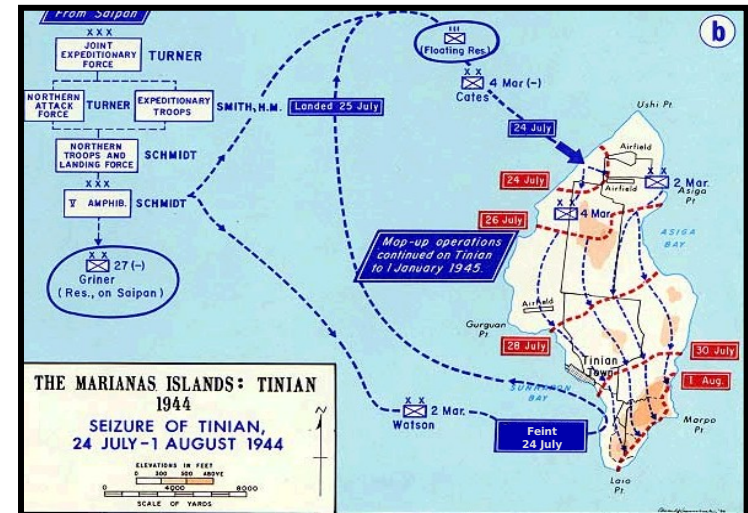 From Saipan
b
XXX
JOINT
EXPEDITIONARY
FORCE
TURNER
NORTHERN
ATTACK
FORCE
TURNER
EXPEDITIONARY
TROOPS
SMITH, H.M.
NORTHERN
TROOPS AND
LANDING FORCE
SCHMIDT
XXX
V AMPHIB.
SCHMIDT
XX
27 (-)
Griner
(Res., on Saipan)
Landed 25 July
III
(Floating Res.)
XX
4 Mar (-)
Cates
24 July
Ushi Pt.
Airfield
Airfield
24 July
XX
2 Mar.
Asiga
Pt
XX
4 Mar.
26 July
ASIGA
BAY
Mop-up operations
continued on Tinian
to 1 January 1945.
Airfield
Gurguan
Pt
28 July
Tinian
Town
30 July
1 Aug.
SUNHARON
BAY
Marpo
Pt
XX
2 Mar.
Watson
Feint
24 July
Lalo
Pt.
THE MARIANAS ISLANDS: TINIAN
1944
SEIZURE OF TINIAN,
24 JULY-1 AUGUST 1944
N
ELEVATIONS IN FEET
0 300 500 ABOVE
0 4000 8000
SCALE OF YARDS